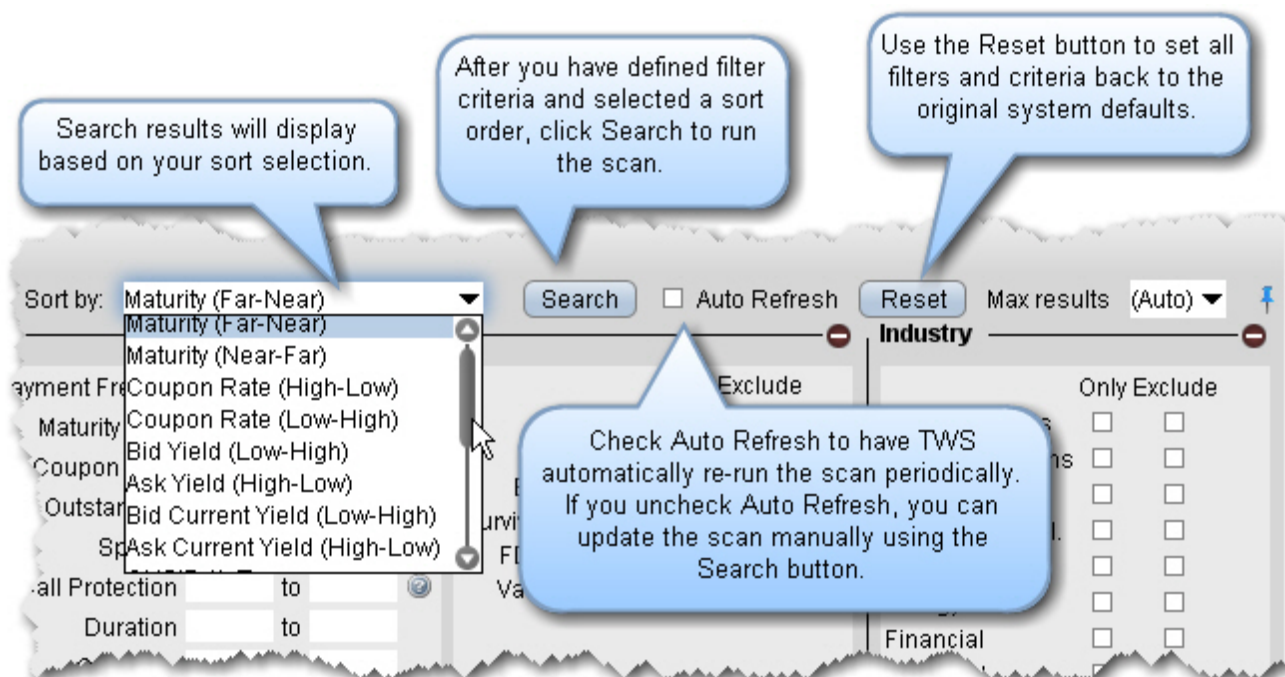 Search results will display
based on your sort selection.
After you have defined filter
criteria and selected a sort
order, click Search to run
the scan.
Use the Reset button to set all
filters and criteria back to the
original system defaults.
Sort by: Maturity (Far-Near) Search Auto Refresh Reset Max results (Auto)
Maturity (Far-Near)
Maturity (Near-Far)
Coupon Rate (High-Low)
Coupon Rate (Low-High)
Bid Yield (Low-High)
Ask Yield (High-Low)
Bid Current Yield (Low-High)
Ask Current Yield (High-Low)
Maturity
Coupon
to
Protection
Duration to
Exclude
Check Auto Refresh to have TWS
automatically re-run the scan periodically.
If you uncheck Auto Refresh, you can
update the scan manually using the
Search button.
Industry
Only Exclude
Financial